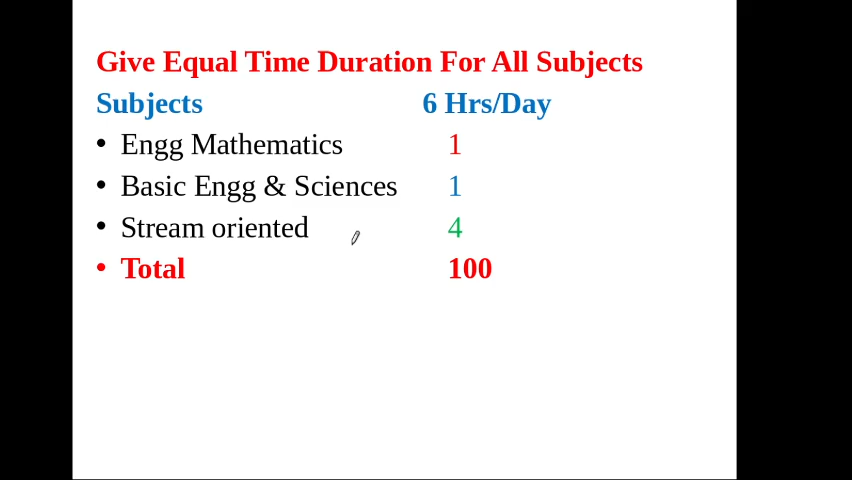 Give Equal Time Duration For All Subjects
Subjects 6 Hrs/Day
• Engg Mathematics 1
• Basic Engg & Sciences 1
• Stream oriented 4
• Total 100